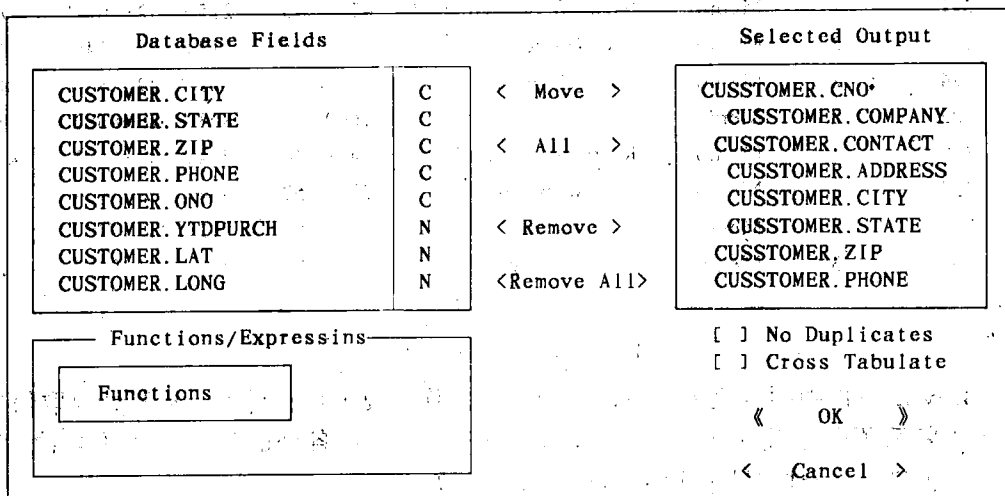 Database Fields
Selected Output
CUSTOMER.CITY C
CUSTOMER.STATE C
CUSTOMER.ZIP C
CUSTOMER.PHONE C
CUSTOMER.ONO C
CUSTOMER.YTDPURCH N
CUSTOMER.LAT N
CUSTOMER.LONG N
< Move >
< All >
< Remove >
<Remove All>
CUSSTOMER.CNO
CUSSTOMER.COMPANY
CUSSTOMER.CONTACT
CUSSTOMER.ADDRESS
CUSSTOMER.CITY
CUSSTOMER.STATE
CUSSTOMER.ZIP
CUSSTOMER.PHONE
Functions/Expressins
Functions
[ ] No Duplicates
[ ] Cross Tabulate
《 OK 》
< Cancel >